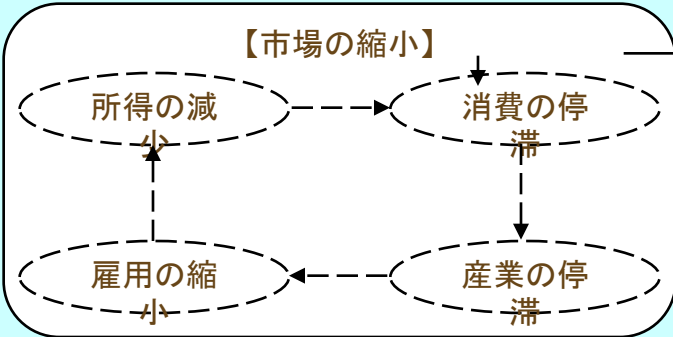 【市場の縮小】
所得の減
少
消費の停
滞
雇用の縮
小
産業の停
滞